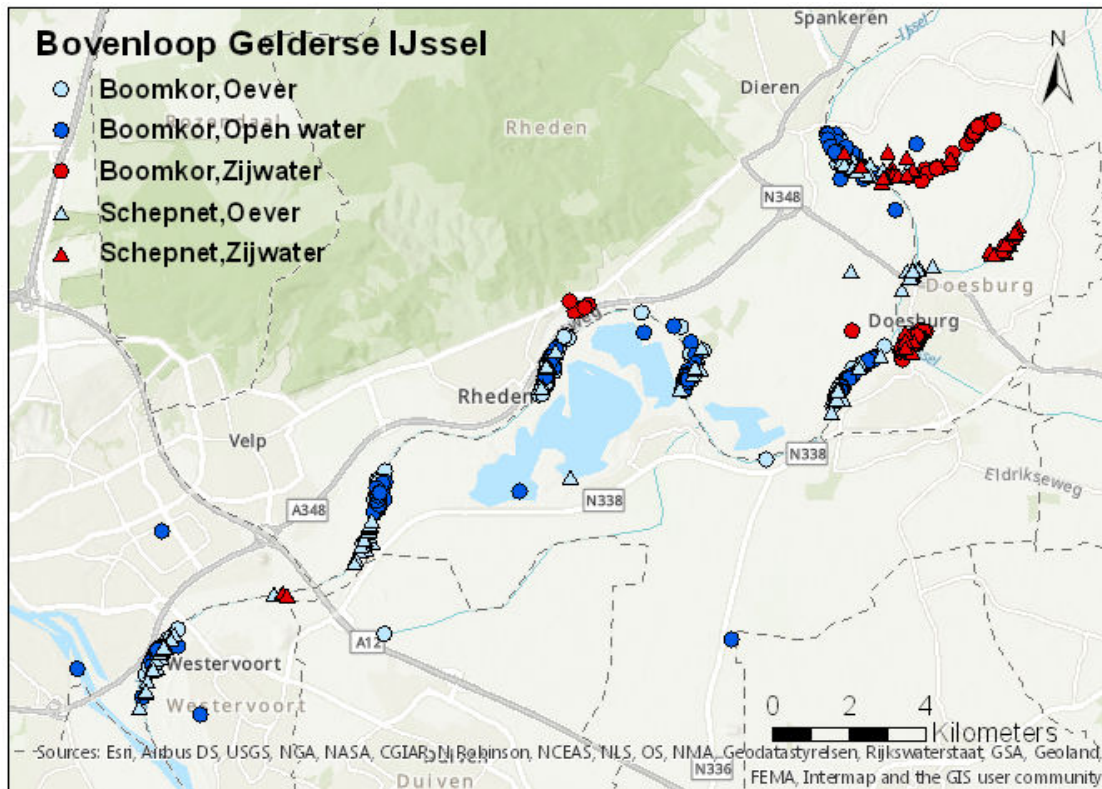 Bovenloop Gelderse IJssel
Boomkor,Oever
Boomkor,Open water
Boomkor,Zijwater
Schepnet,Oever
Schepnet,Zijwater
Spankeren
IJssel
N
Dieren
Rozendaal
Rheden
N348
Doesburg
Doesburg
Rheden
Velp
N338
Eldrikseweg
A348
N338
A12
Westervoort
Westervoort
0 2 4
Kilometers
Sources: Esri, Airbus DS, USGS, NGA, NASA, CGIAR, N Robinson, NCEAS, NLS, OS, NMA, Geodatastyrelsen, Rijkswaterstaat, GSA, Geoland,
FEMA, Intermap and the GIS user community
Duiven
Duiven
N336